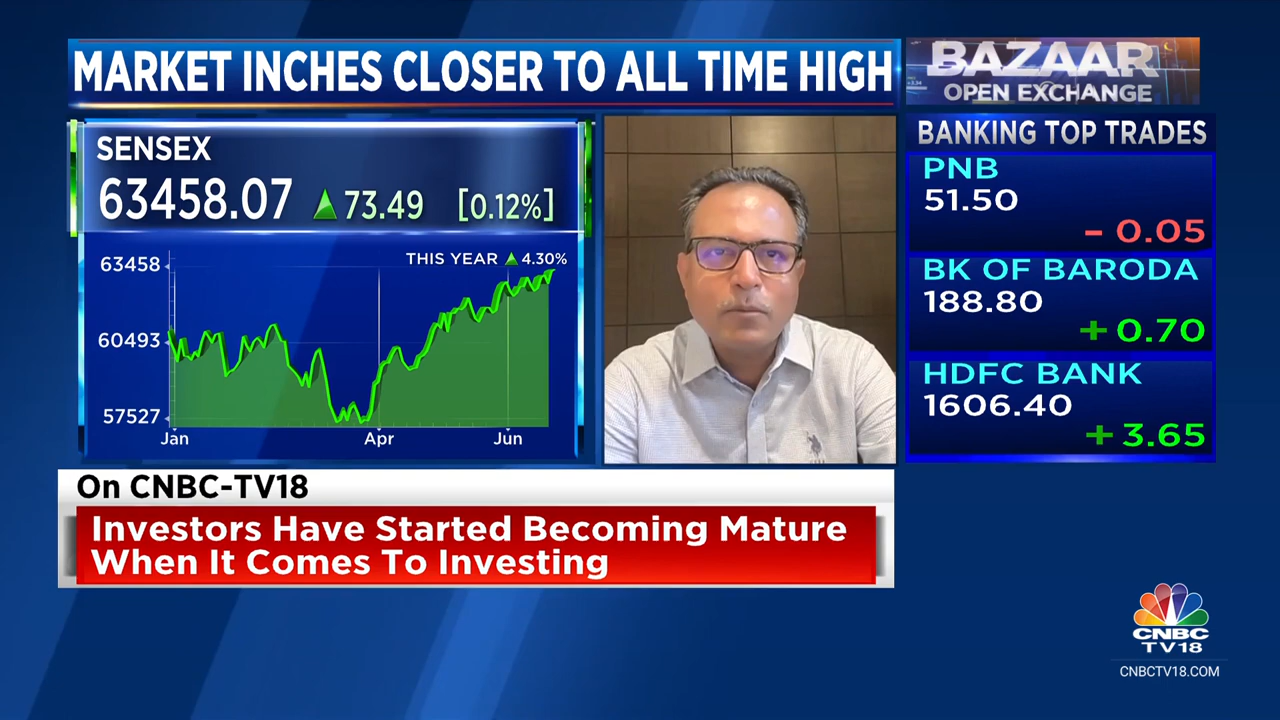 MARKET INCHES CLOSER TO ALL TIME HIGH
BAZAAR
OPEN EXCHANGE
SENSEX
63458.07 ▲ 73.49 [0.12%]
THIS YEAR ▲ 4.30%
63458
60493
57527
Jan Apr Jun
BANKING TOP TRADES
PNB
51.50
- 0.05
BK OF BARODA
188.80
+ 0.70
HDFC BANK
1606.40
+ 3.65
On CNBC-TV18
Investors Have Started Becoming Mature
When It Comes To Investing
CNBC
TV18
CNBCTV18.COM